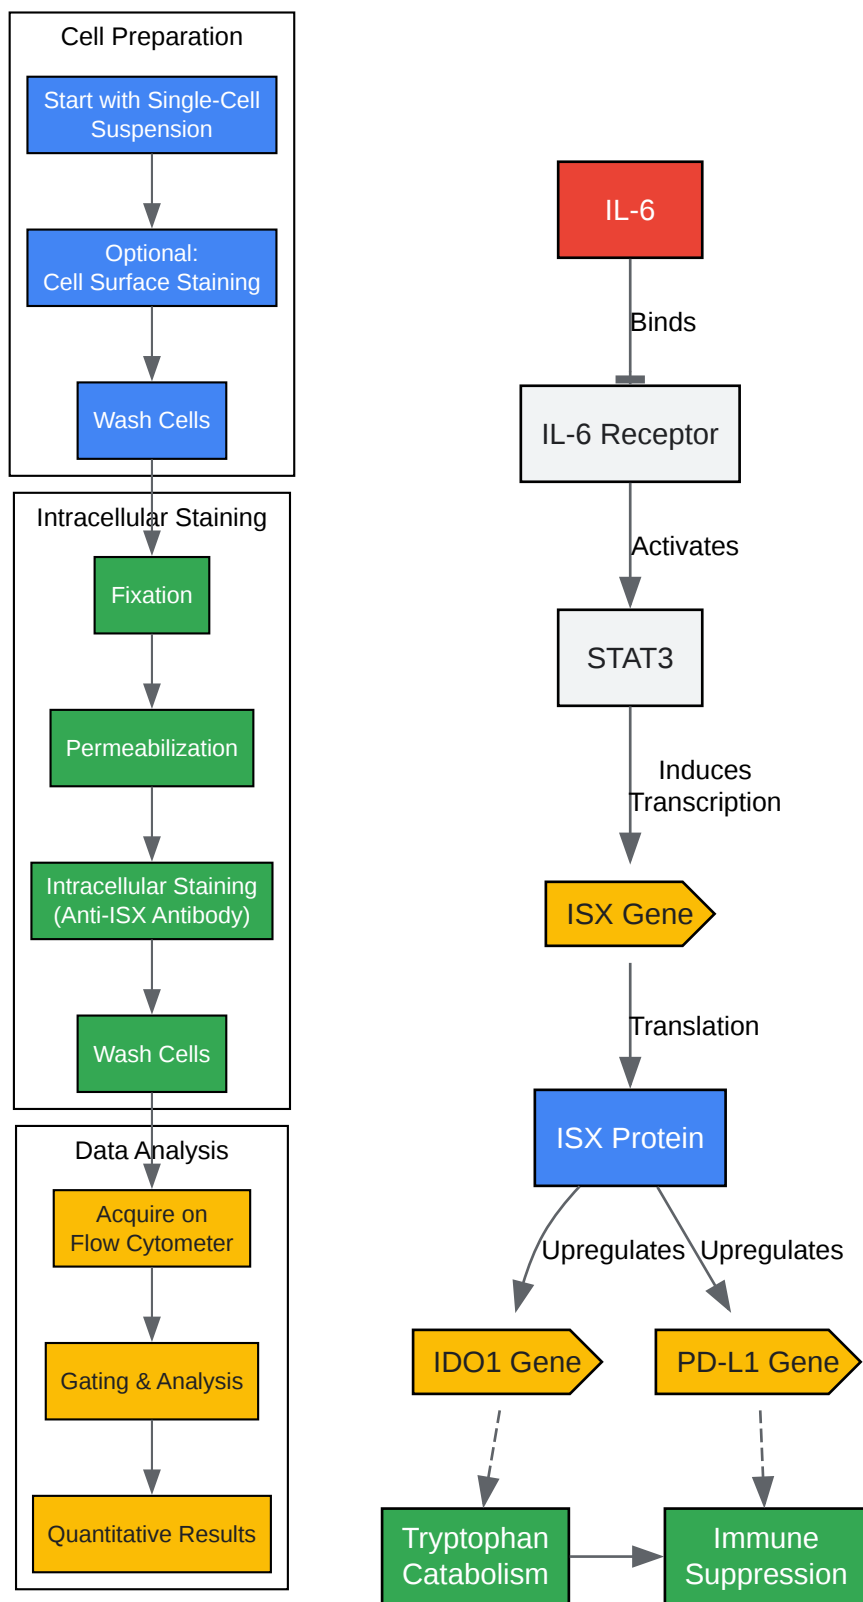 Cell Preparation
Start with Single-Cell
Suspension
Optional:
Cell Surface Staining
Wash Cells
Intracellular Staining
Fixation
Permeabilization
Intracellular Staining
(Anti-ISX Antibody)
Wash Cells
Data Analysis
Acquire on
Flow Cytometer
Gating & Analysis
Quantitative Results
IL-6
Binds
IL-6 Receptor
Activates
STAT3
Induces
Transcription
ISX Gene
Translation
ISX Protein
Upregulates
Upregulates
IDO1 Gene
PD-L1 Gene
Tryptophan
Catabolism
Immune
Suppression